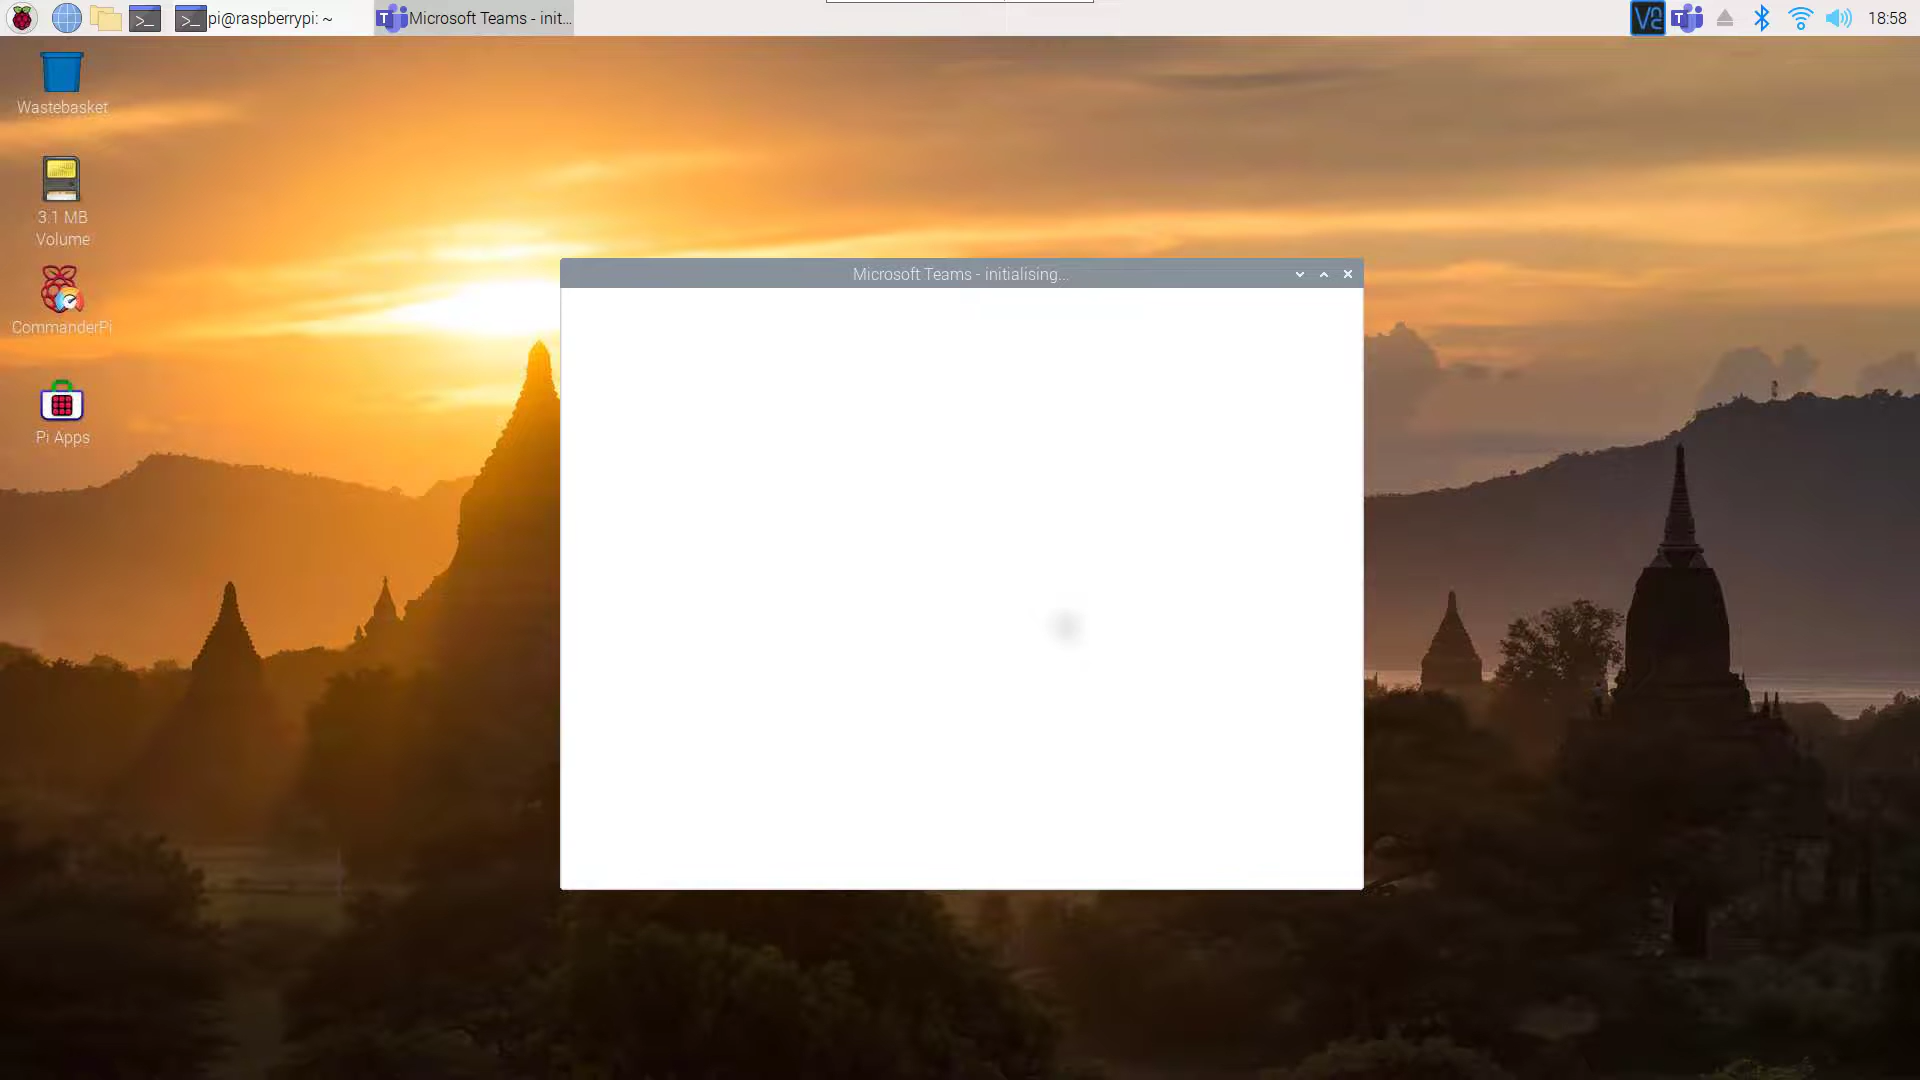 pi@raspberrypi: ~
Microsoft Teams - init...
18:58
Wastebasket
3.1 MB
Volume
CommanderPi
Pi Apps
Microsoft Teams - initialising...